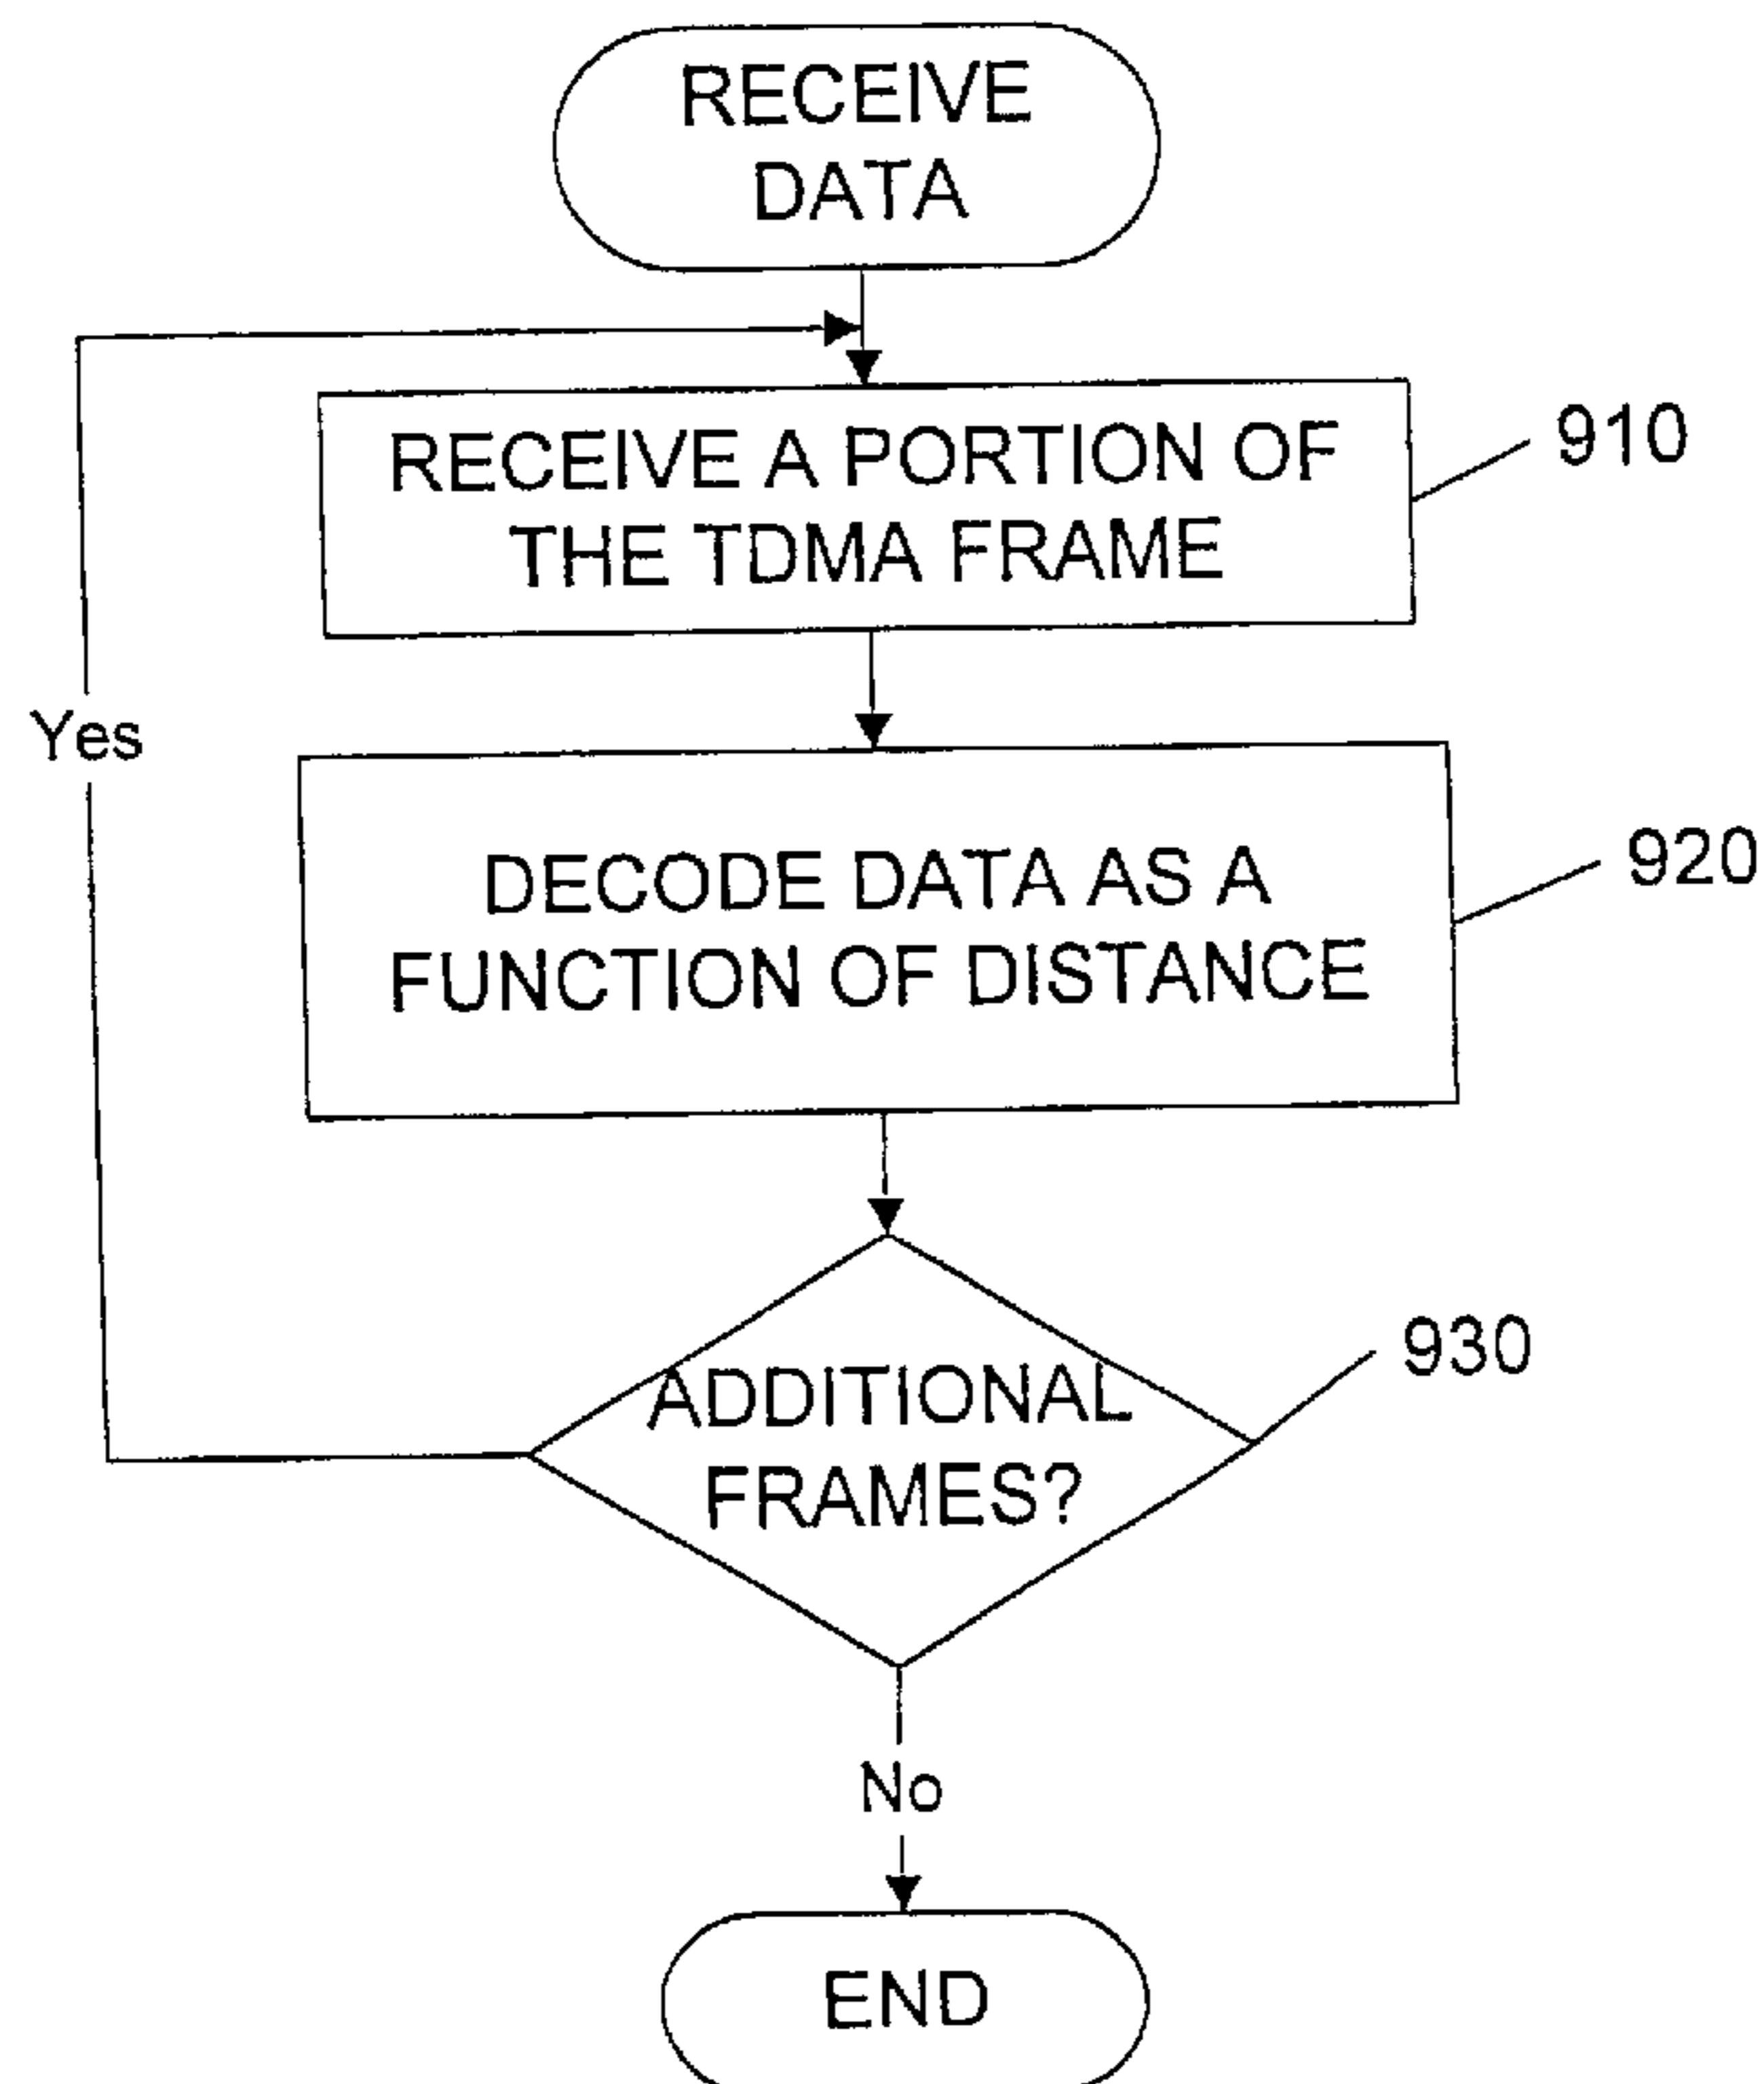 RECEIVE
DATA
RECEIVE A PORTION OF
THE TDMA FRAME
910
Yes
DECODE DATA AS A
FUNCTION OF DISTANCE
920
ADDITIONAL
FRAMES?
930
No
END